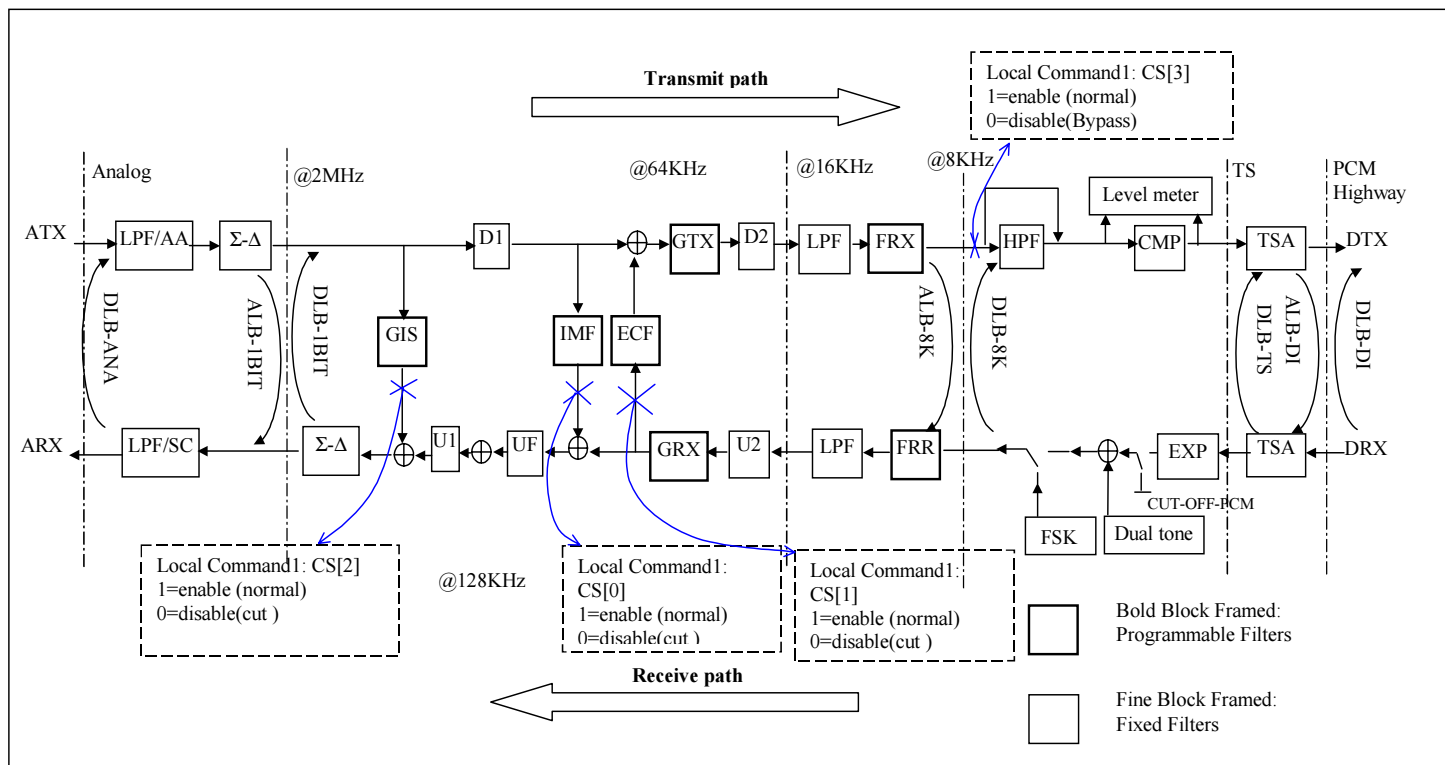 Transmit path
Local Command1: CS[3]
1=enable (normal)
0=disable(Bypass)
Analog
@2MHz
@64KHz
@16KHz
@8KHz
TS
PCM
Highway
Level meter
ATX
LPF/AA
Σ-Δ
D1
GTX
D2
LPF
FRX
HPF
CMP
TSA
DTX
DLB-ANA
ALB-1BIT
DLB-1BIT
GIS
IMF
ECF
ALB-8K
DLB-8K
DLB-TS
ALB-DI
DLB-DI
ARX
LPF/SC
Σ-Δ
U1
UF
GRX
U2
LPF
FRR
EXP
TSA
DRX
CUT-OFF-PCM
FSK
Dual tone
Local Command1: CS[2]
1=enable (normal)
0=disable(cut )
@128KHz
Local Command1:
CS[0]
1=enable (normal)
0=disable(cut )
Local Command1:
CS[1]
1=enable (normal)
0=disable(cut )
Bold Block Framed:
Programmable Filters
Receive path
Fine Block Framed:
Fixed Filters